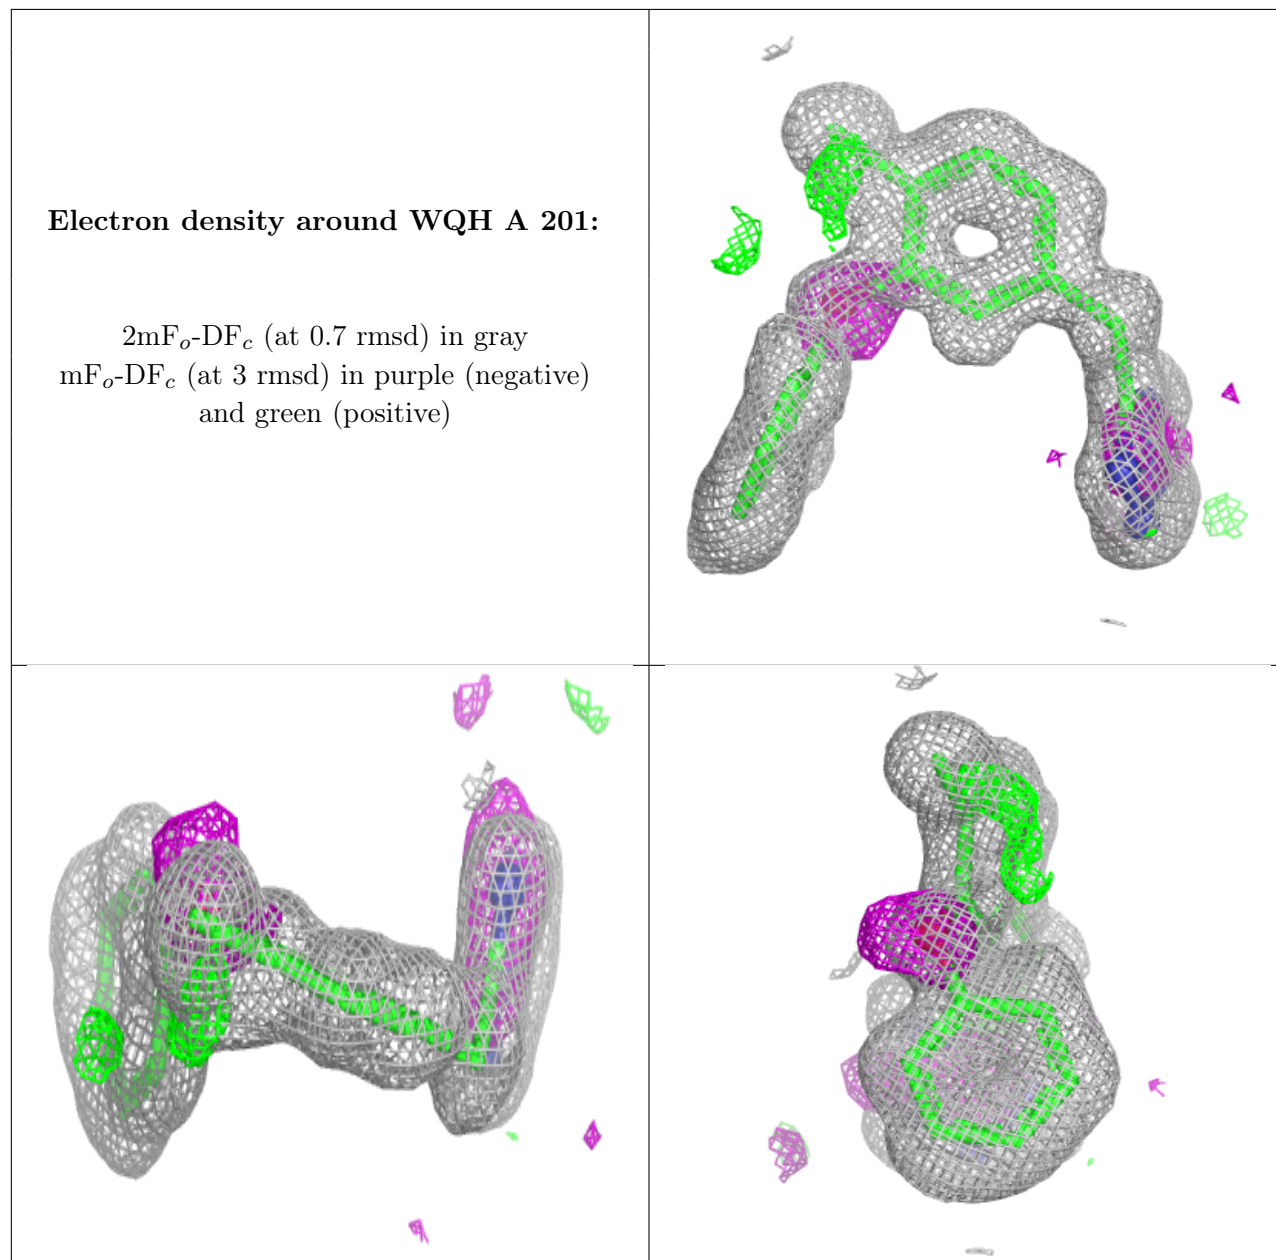 Electron density around WQH A 201:
2mFo-DFc (at 0.7 rmsd) in gray
mFo-DFc (at 3 rmsd) in purple (negative)
and green (positive)